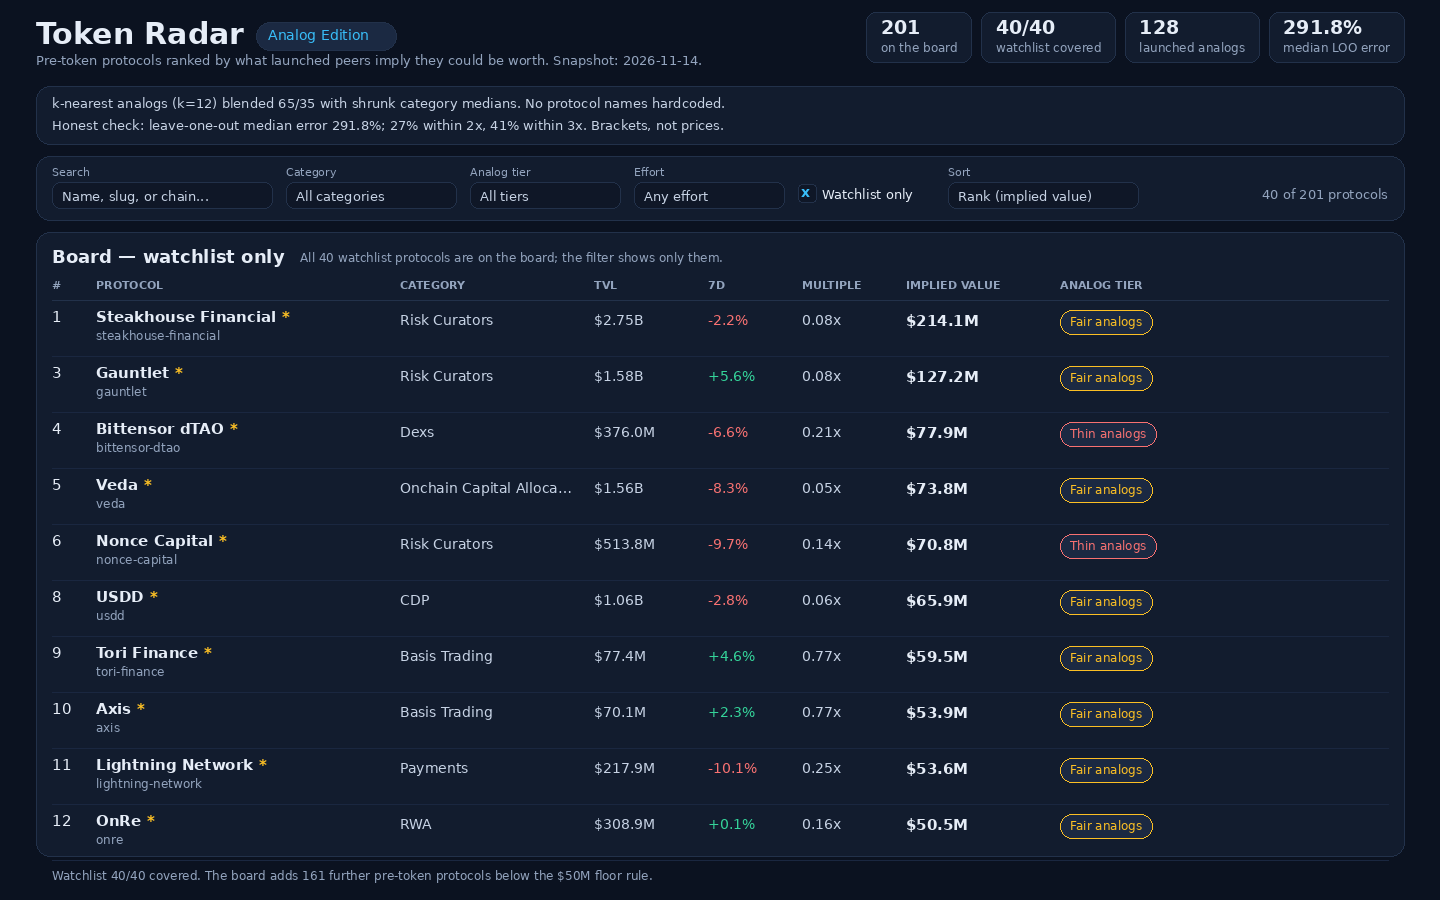 Token Radar Analog Edition
Pre-token protocols ranked by what launched peers imply they could be worth. Snapshot: 2026-11-14.
201 on the board
40/40 watchlist covered
128 launched analogs
291.8% median LOO error
k-nearest analogs (k=12) blended 65/35 with shrunk category medians. No protocol names hardcoded.
Honest check: leave-one-out median error 291.8%; 27% within 2x, 41% within 3x. Brackets, not prices.
Search Category Analog tier Effort Sort
Name, slug, or chain... All categories All tiers Any effort x Watchlist only Rank (implied value) 40 of 201 protocols
Board — watchlist only All 40 watchlist protocols are on the board; the filter shows only them.
# PROTOCOL CATEGORY TVL 7D MULTIPLE IMPLIED VALUE ANALOG TIER
1 Steakhouse Financial * Risk Curators $2.75B -2.2% 0.08x $214.1M Fair analogs
steakhouse-financial
3 Gauntlet * Risk Curators $1.58B +5.6% 0.08x $127.2M Fair analogs
gauntlet
4 Bittensor dTAO * Dexs $376.0M -6.6% 0.21x $77.9M Thin analogs
bittensor-dtao
5 Veda * Onchain Capital Alloca... $1.56B -8.3% 0.05x $73.8M Fair analogs
veda
6 Nonce Capital * Risk Curators $513.8M -9.7% 0.14x $70.8M Thin analogs
nonce-capital
8 USDD * CDP $1.06B -2.8% 0.06x $65.9M Fair analogs
usdd
9 Tori Finance * Basis Trading $77.4M +4.6% 0.77x $59.5M Fair analogs
tori-finance
10 Axis * Basis Trading $70.1M +2.3% 0.77x $53.9M Fair analogs
axis
11 Lightning Network * Payments $217.9M -10.1% 0.25x $53.6M Fair analogs
lightning-network
12 OnRe * RWA $308.9M +0.1% 0.16x $50.5M Fair analogs
onre
Watchlist 40/40 covered. The board adds 161 further pre-token protocols below the $50M floor rule.